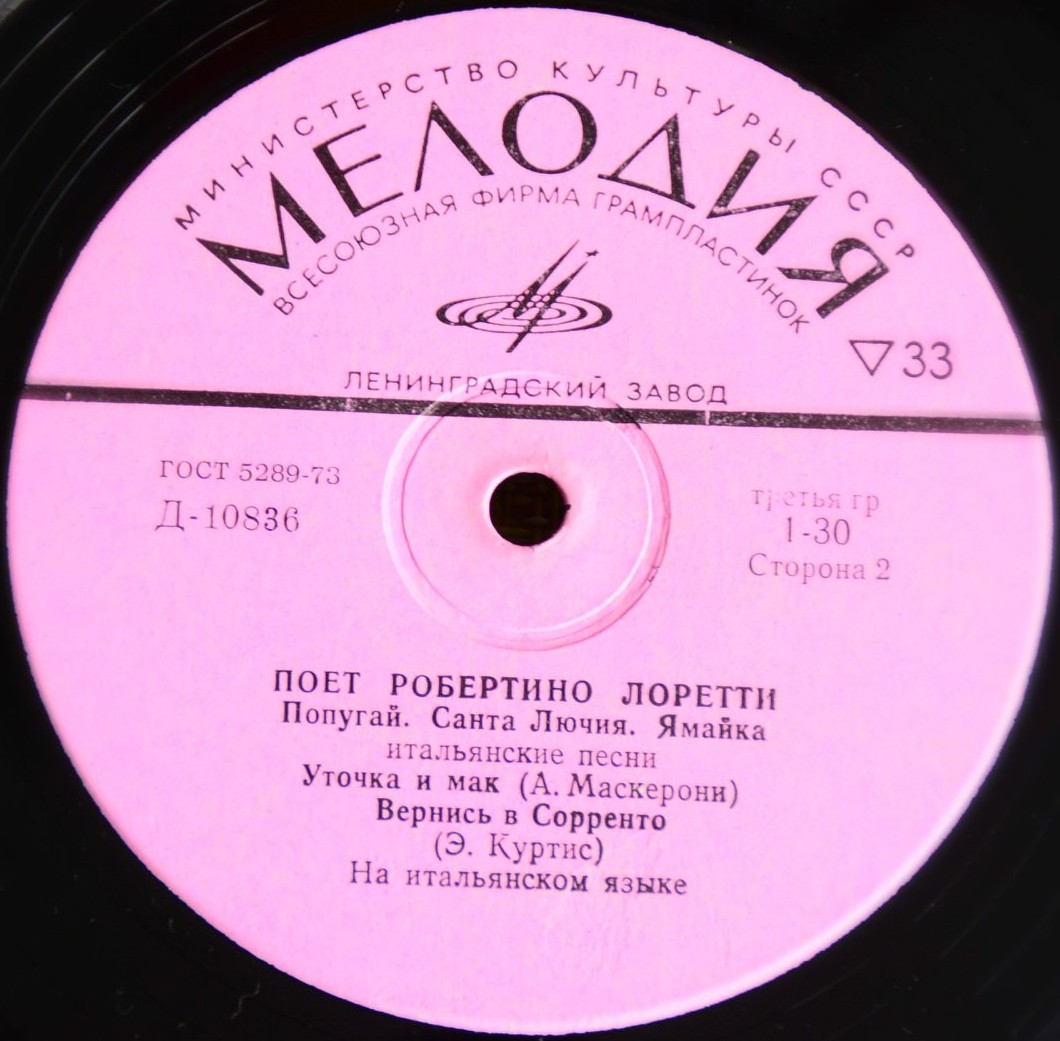 МИНИСТЕРСТВО КУЛЬТУРЫ СССР
МЕЛОДИЯ
ВСЕСОЮЗНАЯ ФИРМА ГРАМПЛАСТИНОК
▽33
ЛЕНИНГРАДСКИЙ ЗАВОД
ГОСТ 5289-73
Д-10836
третья гр
1-30
Сторона 2
ПОЕТ РОБЕРТИНО ЛОРЕТТИ
Попугай. Санта Лючия. Ямайка
итальянские песни
Уточка и мак (А. Маскерони)
Вернись в Сорренто
(Э. Куртис)
На итальянском языке